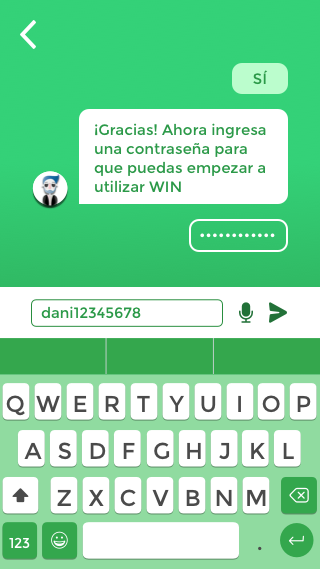 SÍ
¡Gracias! Ahora ingresa
una contraseña para
que puedas empezar a
utilizar WIN
••••••••••••
dani12345678
Q W E R T Y U I O P
A S D F G H J K L
Z X C V B N M
123 .